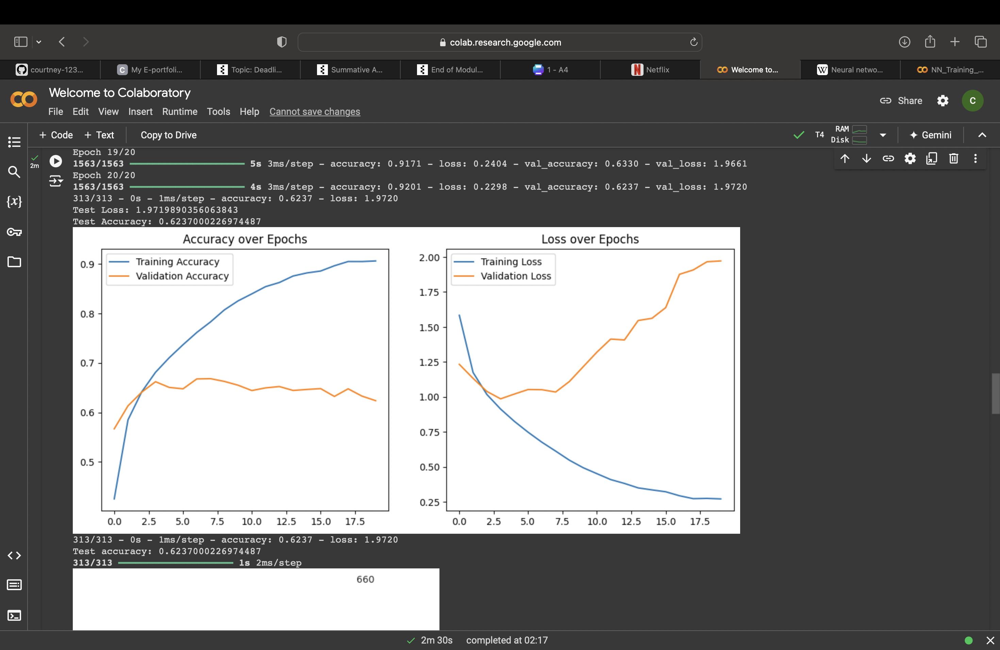 colab.research.google.com
courtney-123...
C My E-portfoli...
Topic: Deadli...
Summative A...
End of Modul...
1 - A4
N Netflix
Welcome to...
W Neural netwo...
NN_Training_...
Welcome to Colaboratory
File Edit View Insert Runtime Tools Help Cannot save changes
Share
C
+ Code + Text Copy to Drive
T4 RAM
Disk
Gemini
2m
{x}
Epoch 19/20
1563/1563 5s 3ms/step - accuracy: 0.9171 - loss: 0.2404 - val_accuracy: 0.6330 - val_loss: 1.9661
Epoch 20/20
1563/1563 4s 3ms/step - accuracy: 0.9201 - loss: 0.2298 - val_accuracy: 0.6237 - val_loss: 1.9720
313/313 - 0s - 1ms/step - accuracy: 0.6237 - loss: 1.9720
Test Loss: 1.9719890356063843
Test Accuracy: 0.6237000226974487
Accuracy over Epochs
Training Accuracy
Validation Accuracy
0.9
0.8
0.7
0.6
0.5
0.0 2.5 5.0 7.5 10.0 12.5 15.0 17.5
Loss over Epochs
Training Loss
Validation Loss
2.00
1.75
1.50
1.25
1.00
0.75
0.50
0.25
0.0 2.5 5.0 7.5 10.0 12.5 15.0 17.5
313/313 - 0s - 1ms/step - accuracy: 0.6237 - loss: 1.9720
Test accuracy: 0.6237000226974487
313/313 1s 2ms/step
660
2m 30s completed at 02:17